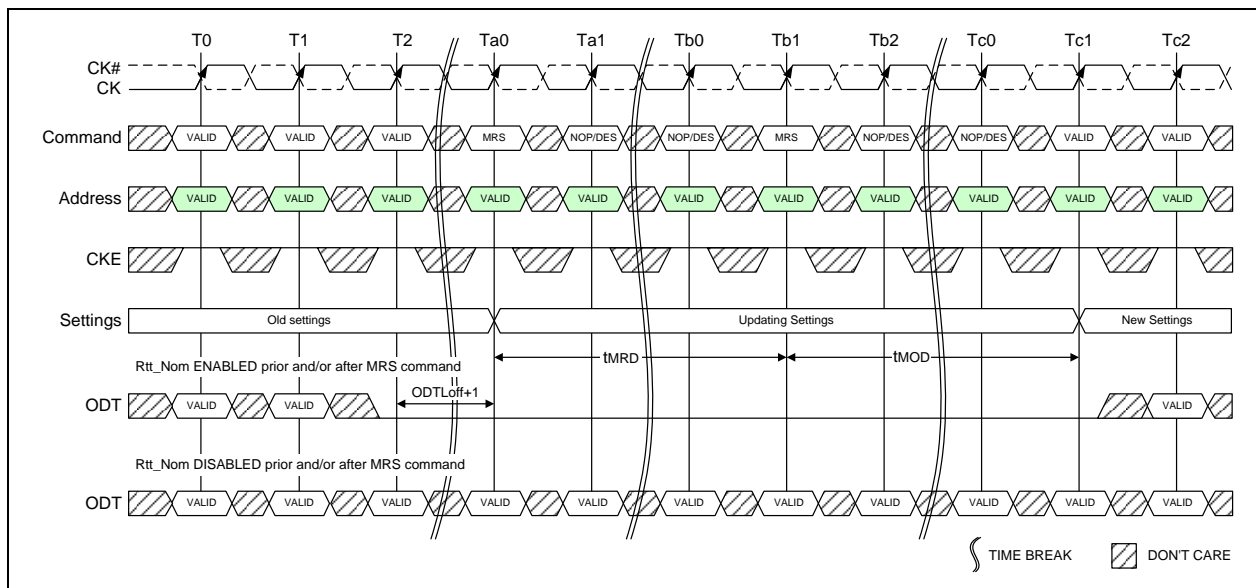 T0 T1 T2 Ta0 Ta1 Tb0 Tb1 Tb2 Tc0 Tc1 Tc2
CK#
CK
Command VALID VALID VALID MRS NOP/DES NOP/DES MRS NOP/DES NOP/DES VALID VALID
Address VALID VALID VALID VALID VALID VALID VALID VALID VALID VALID VALID
CKE
Settings Old settings Updating Settings New Settings
tMRD tMOD
Rtt_Nom ENABLED prior and/or after MRS command
ODTLoff+1
ODT VALID VALID VALID
Rtt_Nom DISABLED prior and/or after MRS command
ODT VALID VALID VALID VALID VALID VALID VALID VALID VALID VALID VALID
TIME BREAK DON'T CARE